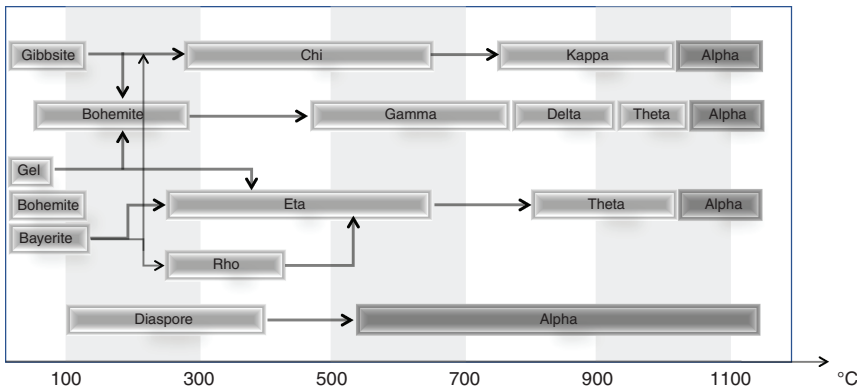 Gibbsite Chi Kappa Alpha
Bohemite Gamma Delta Theta Alpha
Gel
Bohemite Eta Theta Alpha
Bayerite
Rho
Diaspore Alpha
100 300 500 700 900 1100 °C